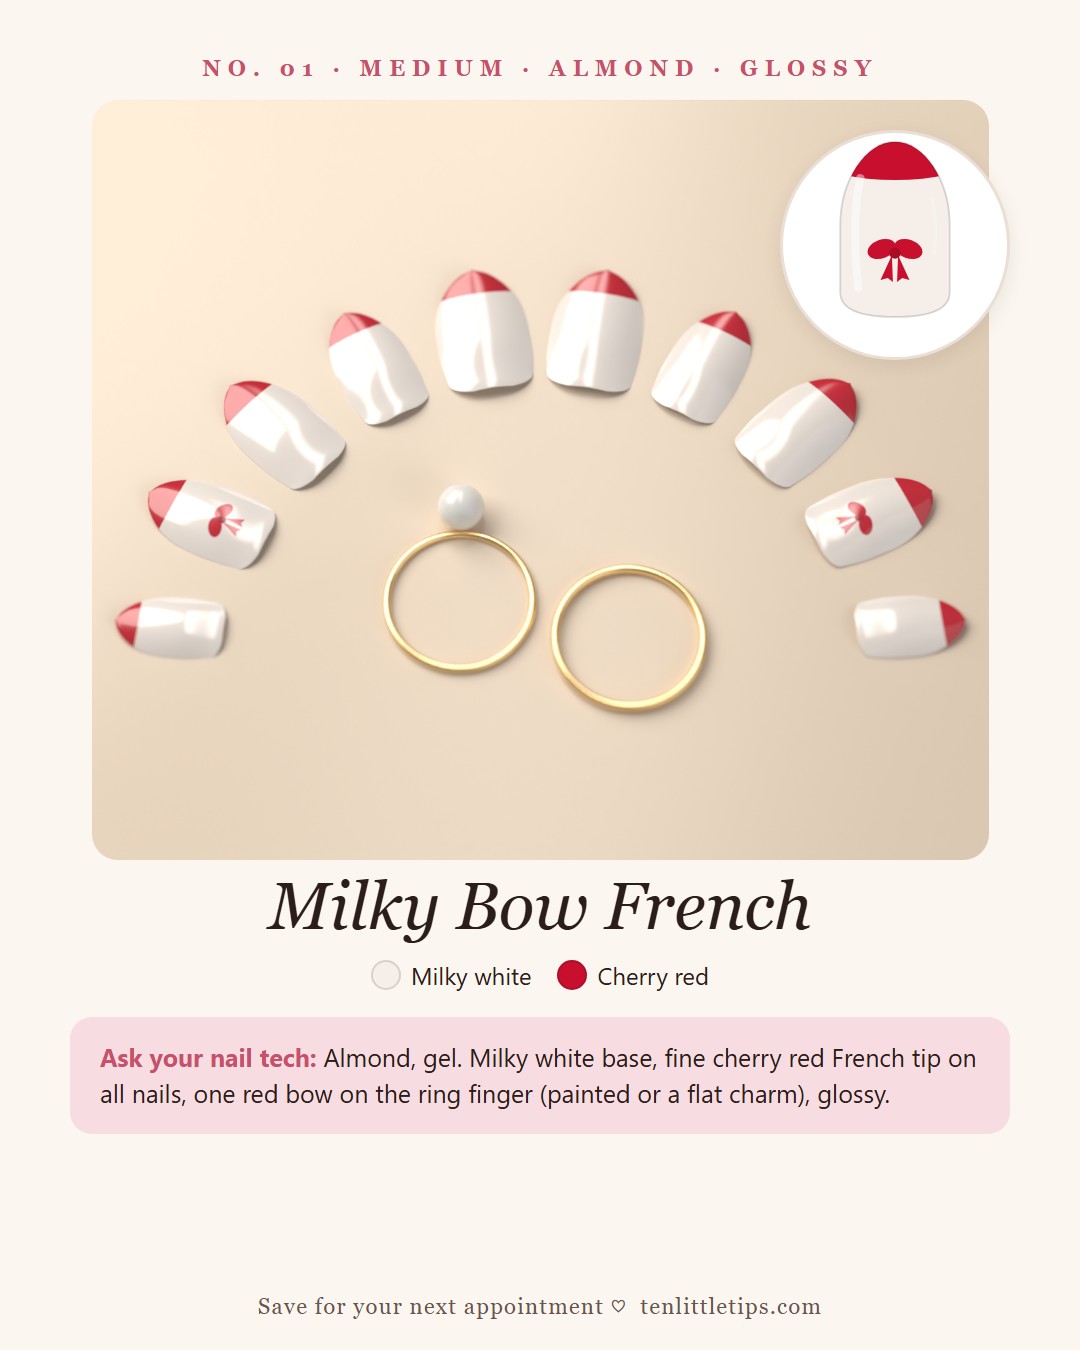 NO. 01 · MEDIUM · ALMOND · GLOSSY
Milky Bow French
Milky white Cherry red
Ask your nail tech: Almond, gel. Milky white base, fine cherry red French tip on
all nails, one red bow on the ring finger (painted or a flat charm), glossy.
Save for your next appointment ♡ tenlittletips.com